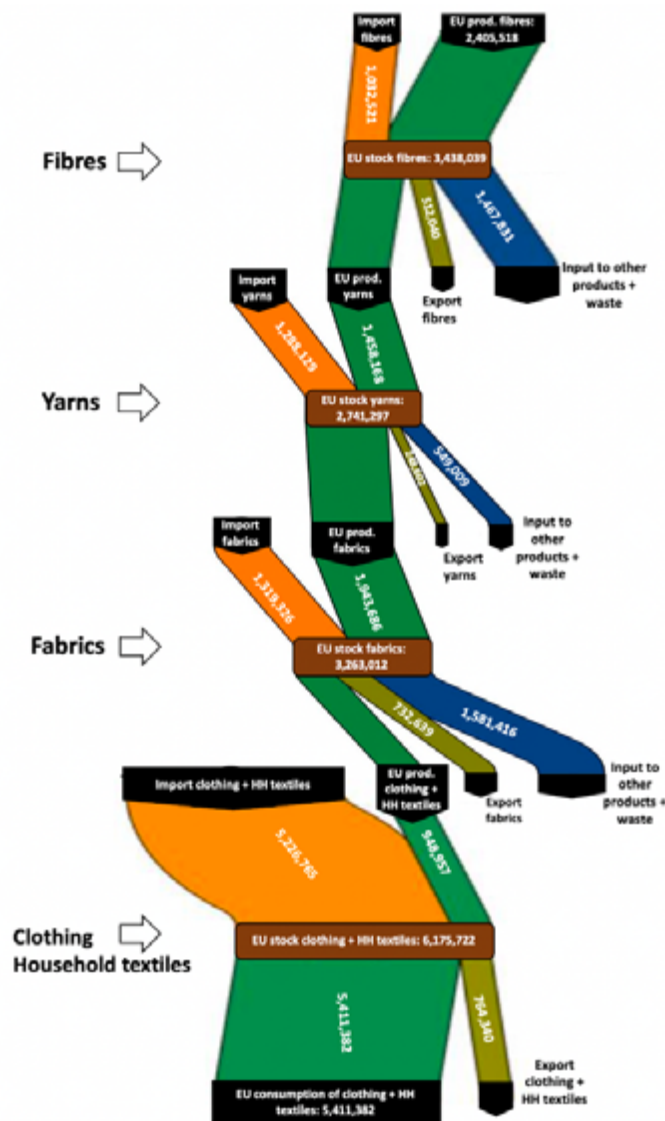 Import
fibres
EU prod. fibres:
2,405,518
1,032,521
Fibres
EU stock fibres: 3,438,039
512,040
1,467,831
Import
yarns
EU prod.
yarns
Export
fibres
Input to other
products +
waste
1,283,129
1,458,168
Yarns
EU stock yarns:
2,741,297
248,602
549,009
Import
fabrics
EU prod.
fabrics
Export
yarns
Input to
other
products +
waste
1,319,326
1,943,686
Fabrics
EU stock fabrics:
3,263,012
732,639
1,581,416
Import clothing + HH textiles
EU prod.
clothing +
HH textiles
Export
fabrics
Input to
other
products +
waste
5,226,765
948,957
Clothing
Household textiles
EU stock clothing + HH textiles: 6,175,722
5,411,382
764,340
EU consumption of clothing + HH
textiles: 5,411,382
Export
clothing +
HH textiles